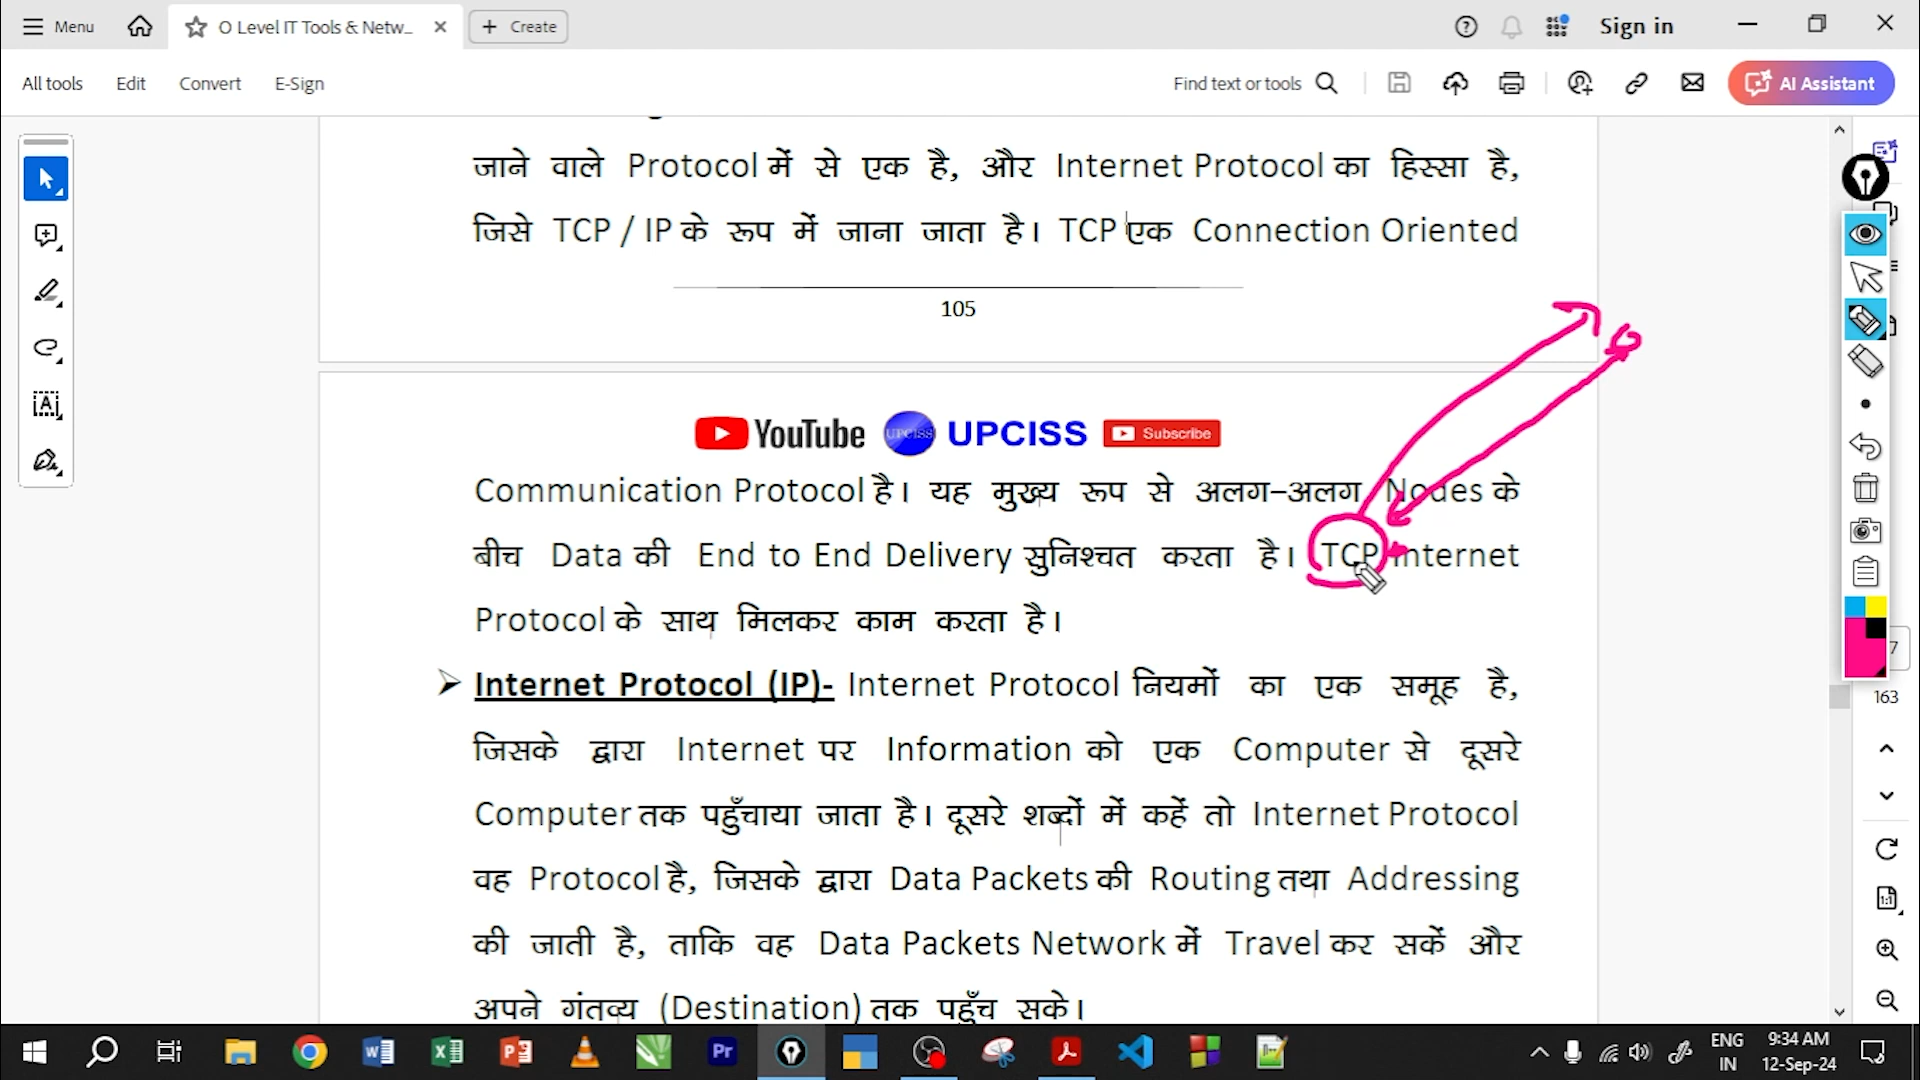 Menu
O Level IT Tools & Netw...
Create
Sign in
All tools
Edit
Convert
E-Sign
Find text or tools
AI Assistant
जाने वाले Protocol में से एक है, और Internet Protocol का हिस्सा है,
जिसे TCP / IP के रूप में जाना जाता है। TCP एक Connection Oriented
105
YouTube UPCISS UPCISS Subscribe
Communication Protocol है। यह मुख्य रूप से अलग-अलग Nodes के
बीच Data की End to End Delivery सुनिश्चत करता है। TCP Internet
Protocol के साथ मिलकर काम करता है।
➢ Internet Protocol (IP)- Internet Protocol नियमों का एक समूह है,
जिसके द्वारा Internet पर Information को एक Computer से दूसरे
Computer तक पहुँचाया जाता है। दूसरे शब्दों में कहें तो Internet Protocol
वह Protocol है, जिसके द्वारा Data Packets की Routing तथा Addressing
की जाती है, ताकि वह Data Packets Network में Travel कर सकें और
अपने गंतव्य (Destination) तक पहुँच सके।
7
163
ENG
IN
9:34 AM
12-Sep-24